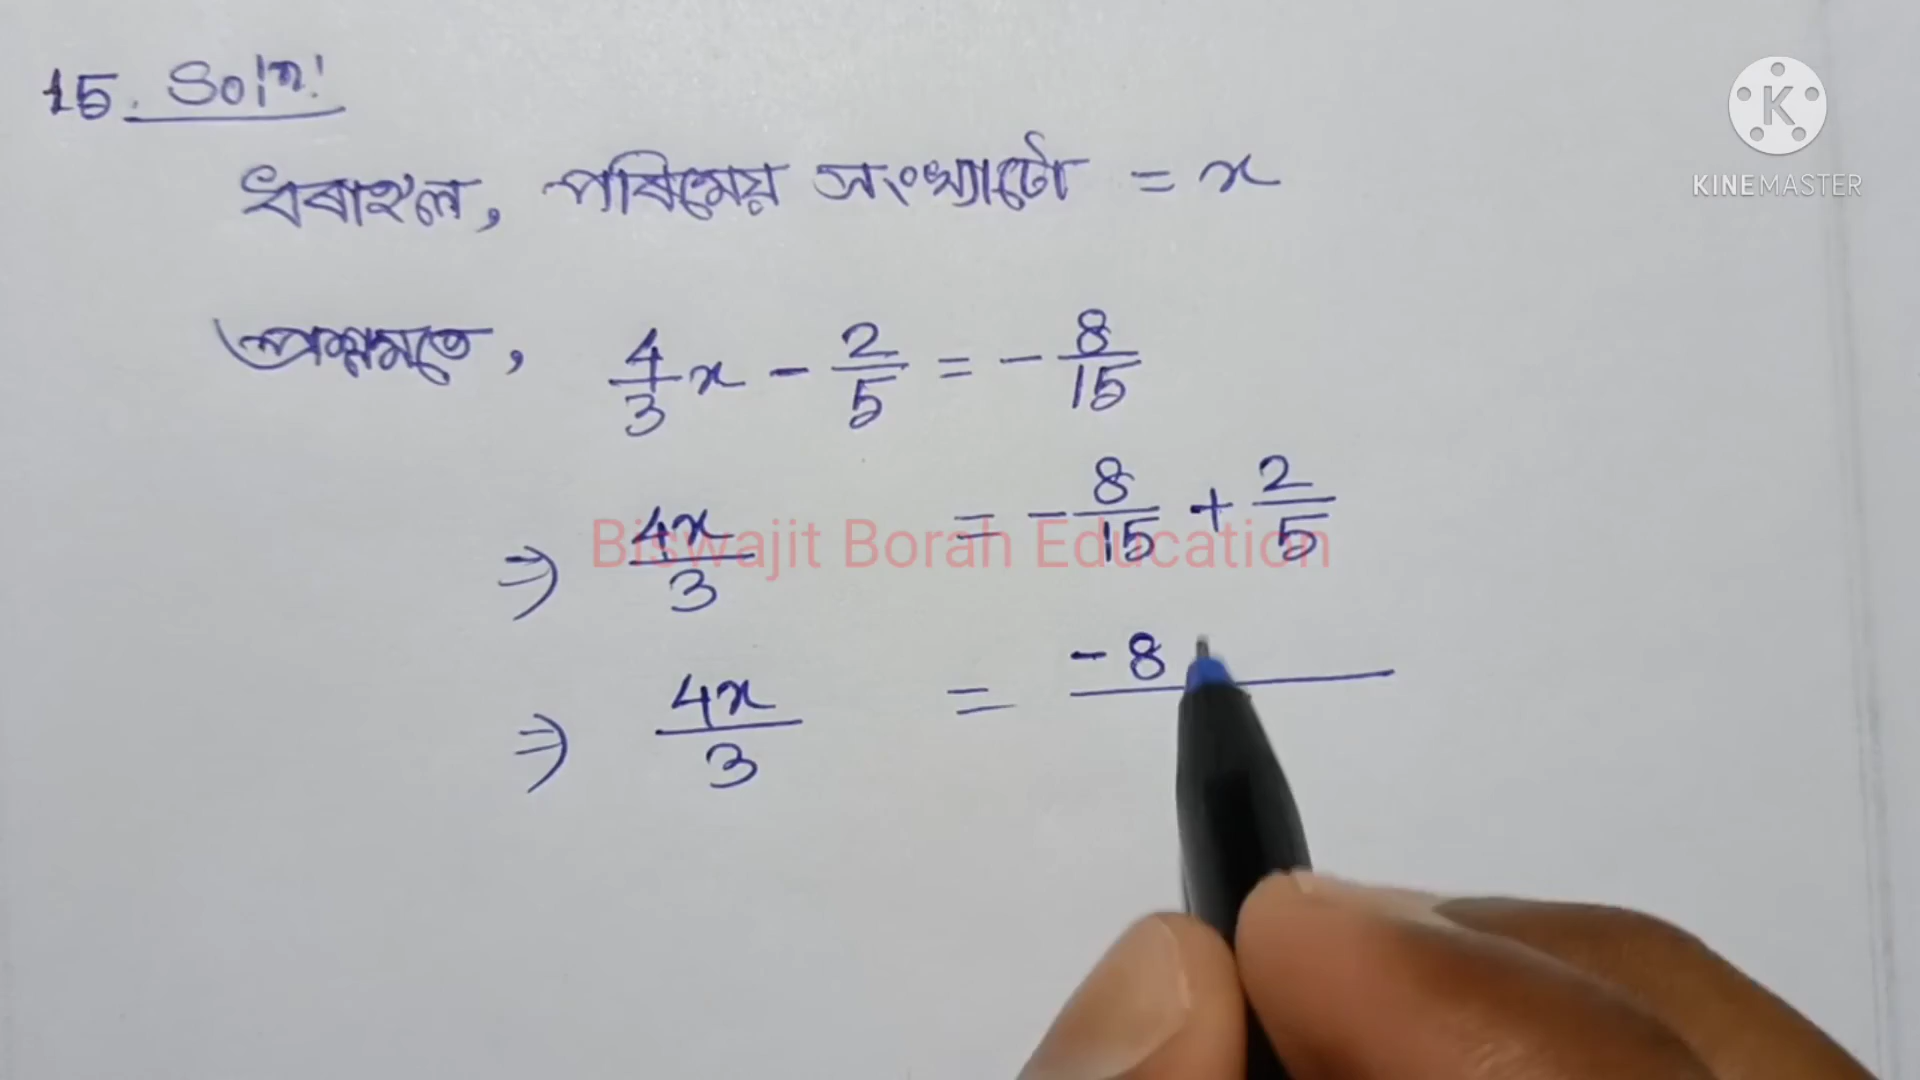 15. Solⁿ!
ধৰাহ'ল, পৰিমেয় সংখ্যাটো = x
প্ৰশ্নমতে, 4/3 x - 2/5 = - 8/15
⇒ 4x/3 = - 8/15 + 2/5
⇒ 4x/3 = - 8
Biswajit Borah Education
K
KINEMASTER